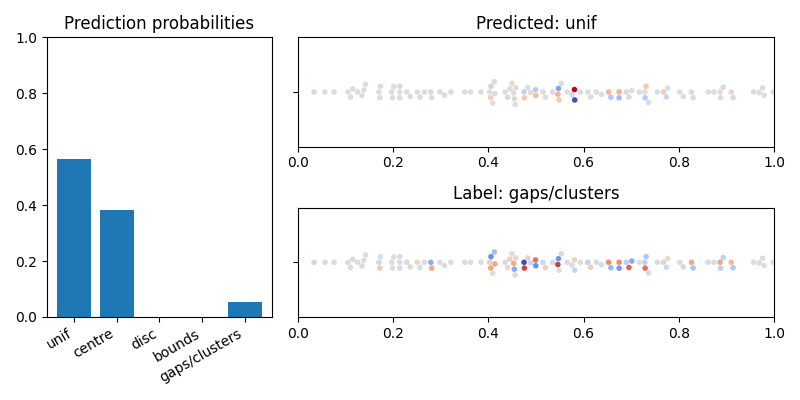 Prediction probabilities
1.0
0.8
0.6
0.4
0.2
0.0
unif
centre
disc
bounds
gaps/clusters
Predicted: unif
0.0 0.2 0.4 0.6 0.8 1.0
Label: gaps/clusters
0.0 0.2 0.4 0.6 0.8 1.0